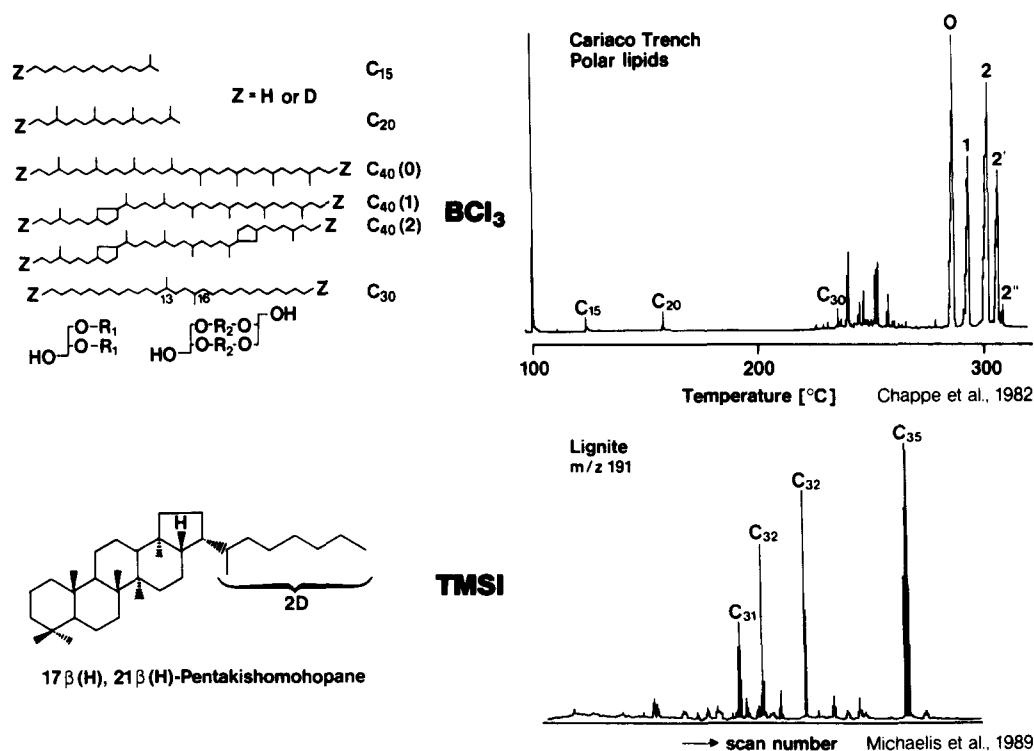 Z
C15
Z = H or D
Z
C20
Z
Z
C40 (0)
Z
Z
C40 (1)
Z
Z
C40 (2)
Z
13
16
Z
C30
O–R1
HO
O–R1
O–R2–O
OH
HO
O–R2–O
BCl3
Cariaco Trench
Polar lipids
O
1
2
2'
2"
C15
C20
C30
100
200
300
Temperature [°C]
Chappe et al., 1982
H
2D
17β(H), 21β(H)-Pentakishomohopane
TMSI
Lignite
m/z 191
C31
C32
C32
C35
→ scan number
Michaelis et al., 1989